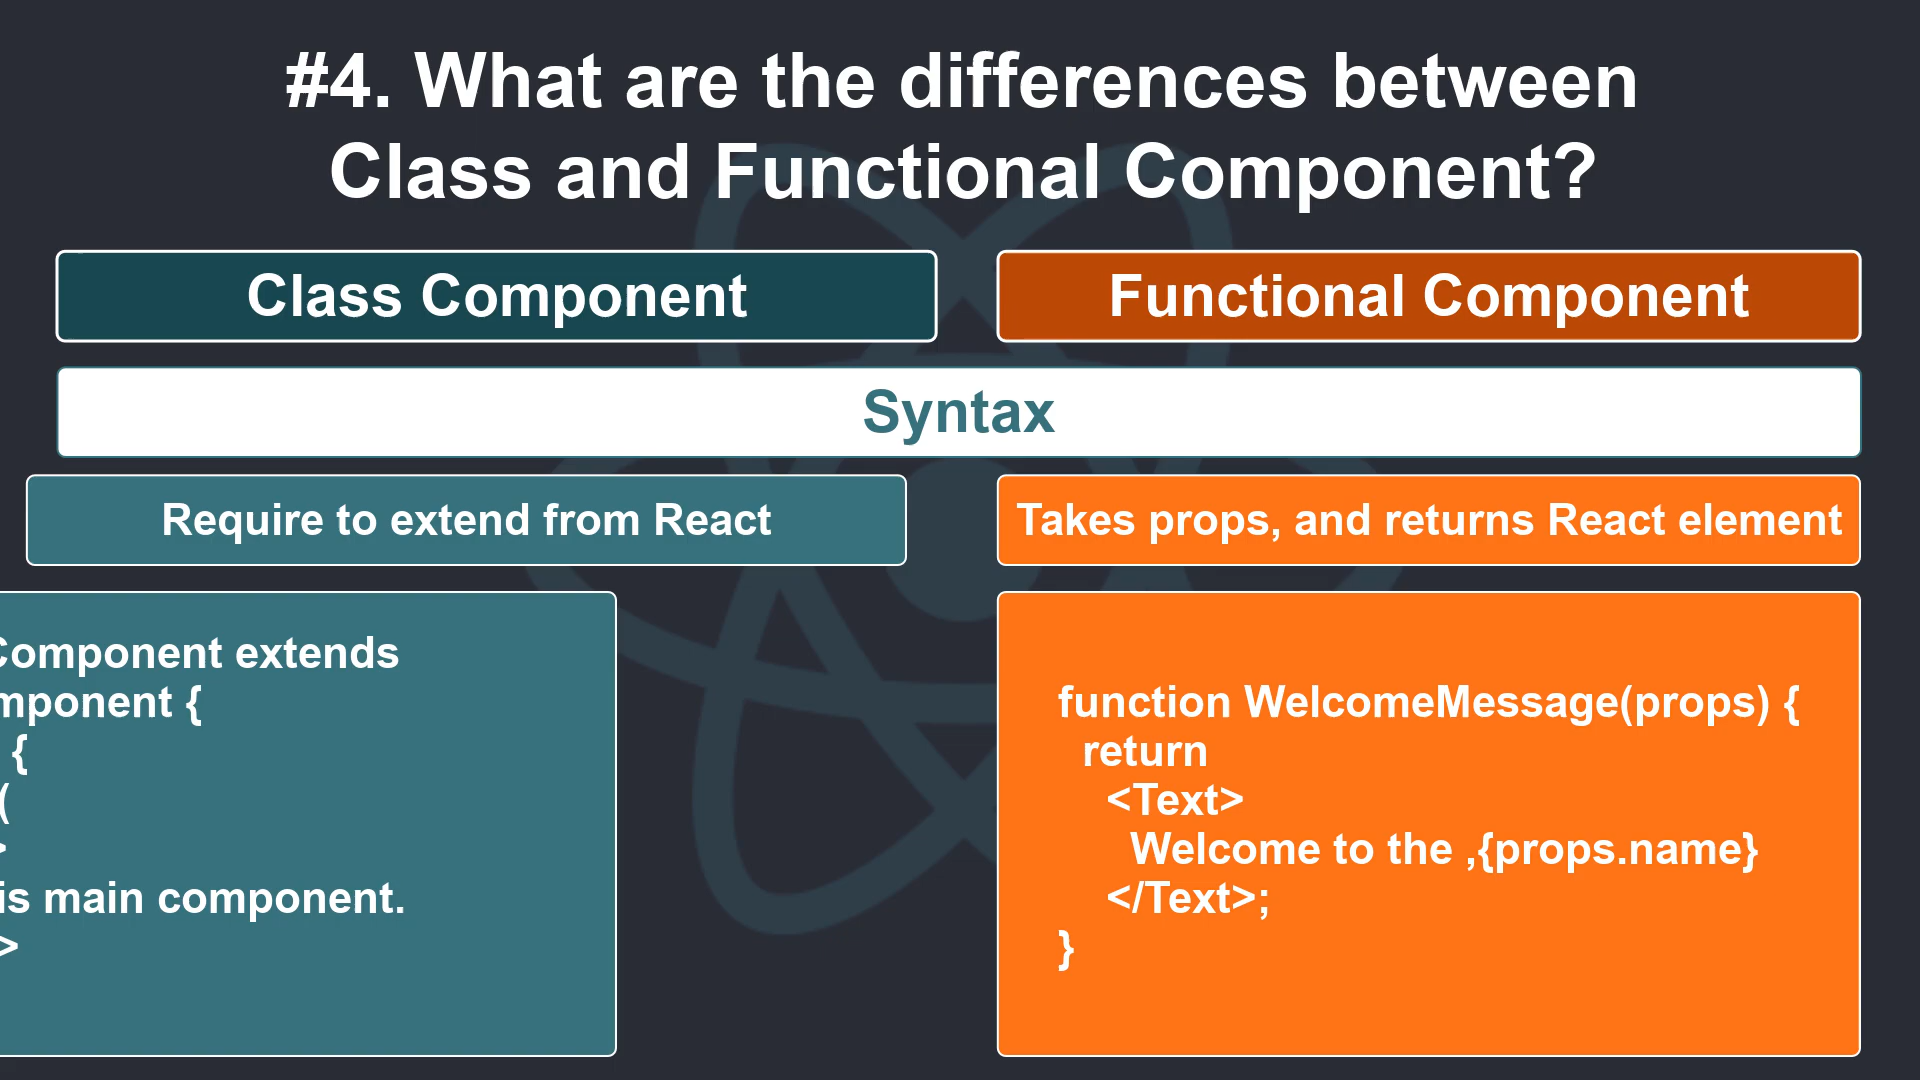 #4. What are the differences between
Class and Functional Component?
Class Component
Functional Component
Syntax
Require to extend from React
Takes props, and returns React element
Component extends
mponent {
{
(
>
is main component.
>
function WelcomeMessage(props) {
return
<Text>
Welcome to the ,{props.name}
</Text>;
}